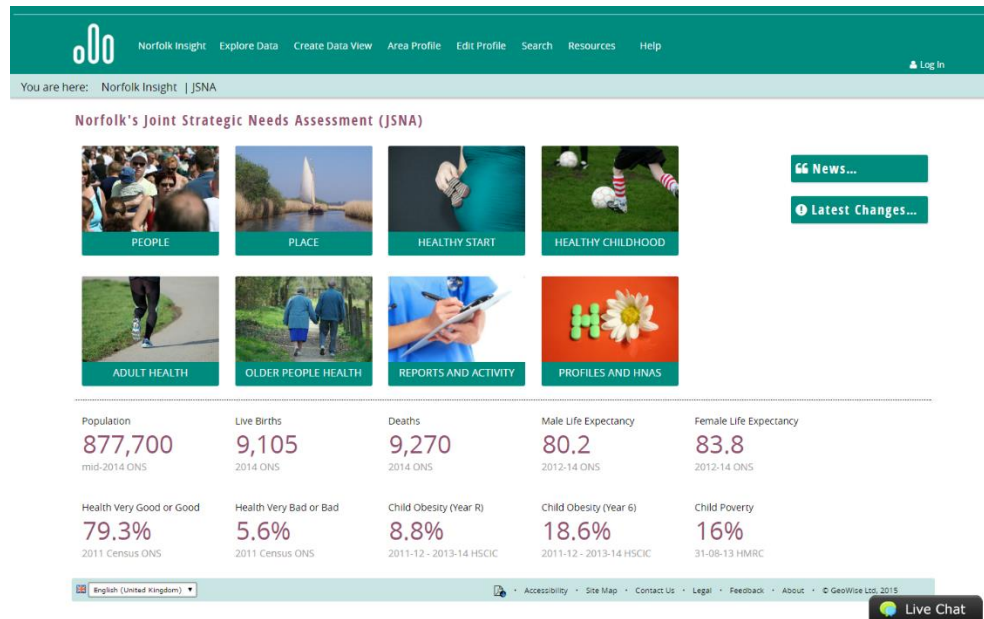 Norfolk Insight Explore Data Create Data View Area Profile Edit Profile Search Resources Help
Log In
You are here: Norfolk Insight | JSNA
Norfolk's Joint Strategic Needs Assessment (JSNA)
News...
Latest Changes...
PEOPLE PLACE HEALTHY START HEALTHY CHILDHOOD
ADULT HEALTH OLDER PEOPLE HEALTH REPORTS AND ACTIVITY PROFILES AND HNAS
Population Live Births Deaths Male Life Expectancy Female Life Expectancy
877,700 9,105 9,270 80.2 83.8
mid-2014 ONS 2014 ONS 2014 ONS 2012-14 ONS 2012-14 ONS
Health Very Good or Good Health Very Bad or Bad Child Obesity (Year R) Child Obesity (Year 6) Child Poverty
79.3% 5.6% 8.8% 18.6% 16%
2011 Census ONS 2011 Census ONS 2011-12 - 2013-14 HSCIC 2011-12 - 2013-14 HSCIC 31-08-13 HMRC
English (United Kingdom) • Accessibility • Site Map • Contact Us • Legal • Feedback • About • © GeoWise Ltd, 2015
Live Chat